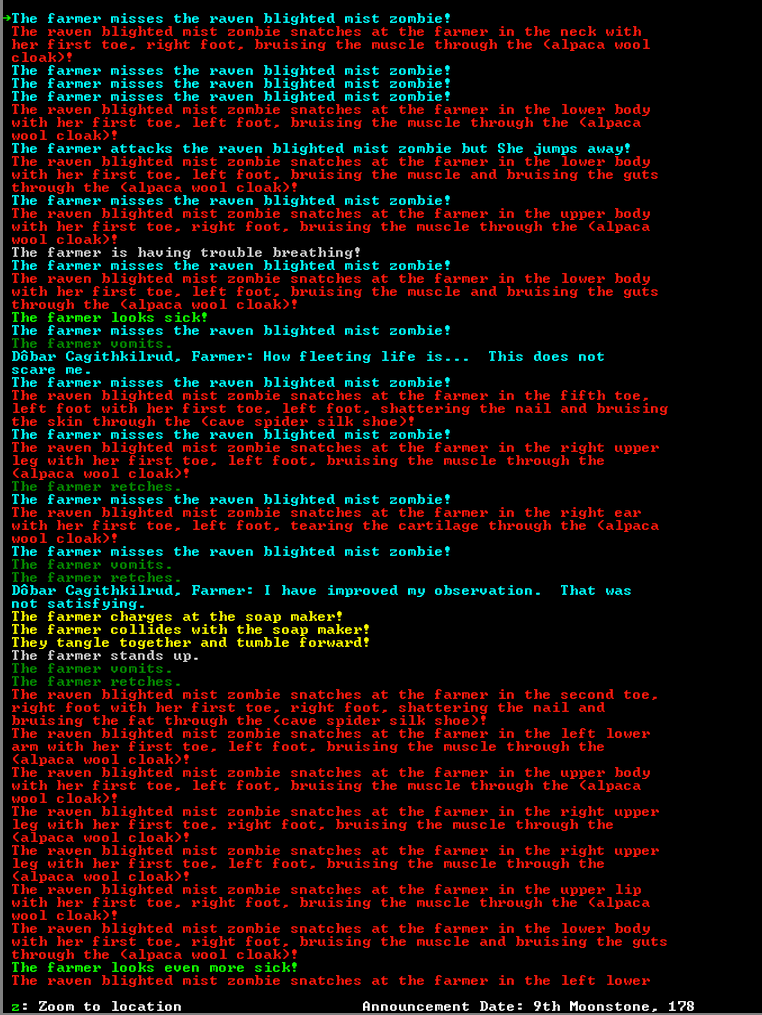 ➔The farmer misses the raven blighted mist zombie!
The raven blighted mist zombie snatches at the farmer in the neck with
her first toe, right foot, bruising the muscle through the (alpaca wool
cloak)!
The farmer misses the raven blighted mist zombie!
The farmer misses the raven blighted mist zombie!
The farmer misses the raven blighted mist zombie!
The raven blighted mist zombie snatches at the farmer in the lower body
with her first toe, left foot, bruising the muscle through the (alpaca
wool cloak)!
The farmer attacks the raven blighted mist zombie but She jumps away!
The raven blighted mist zombie snatches at the farmer in the lower body
with her first toe, left foot, bruising the muscle and bruising the guts
through the (alpaca wool cloak)!
The farmer misses the raven blighted mist zombie!
The raven blighted mist zombie snatches at the farmer in the upper body
with her first toe, right foot, bruising the muscle through the (alpaca
wool cloak)!
The farmer is having trouble breathing!
The farmer misses the raven blighted mist zombie!
The raven blighted mist zombie snatches at the farmer in the lower body
with her first toe, left foot, bruising the muscle and bruising the guts
through the (alpaca wool cloak)!
The farmer looks sick!
The farmer misses the raven blighted mist zombie!
The farmer vomits.
Dôbar Cagithkilrud, Farmer: How fleeting life is...  This does not
scare me.
The farmer misses the raven blighted mist zombie!
The raven blighted mist zombie snatches at the farmer in the fifth toe,
left foot with her first toe, left foot, shattering the nail and bruising
the skin through the (cave spider silk shoe)!
The farmer misses the raven blighted mist zombie!
The raven blighted mist zombie snatches at the farmer in the right upper
leg with her first toe, left foot, bruising the muscle through the
(alpaca wool cloak)!
The farmer retches.
The farmer misses the raven blighted mist zombie!
The raven blighted mist zombie snatches at the farmer in the right ear
with her first toe, left foot, tearing the cartilage through the (alpaca
wool cloak)!
The farmer misses the raven blighted mist zombie!
The farmer vomits.
The farmer retches.
Dôbar Cagithkilrud, Farmer: I have improved my observation.  That was
not satisfying.
The farmer charges at the soap maker!
The farmer collides with the soap maker!
They tangle together and tumble forward!
The farmer stands up.
The farmer vomits.
The farmer retches.
The raven blighted mist zombie snatches at the farmer in the second toe,
right foot with her first toe, right foot, shattering the nail and
bruising the fat through the (cave spider silk shoe)!
The raven blighted mist zombie snatches at the farmer in the left lower
arm with her first toe, left foot, bruising the muscle through the
(alpaca wool cloak)!
The raven blighted mist zombie snatches at the farmer in the upper body
with her first toe, left foot, bruising the muscle through the (alpaca
wool cloak)!
The raven blighted mist zombie snatches at the farmer in the right upper
leg with her first toe, right foot, bruising the muscle through the
(alpaca wool cloak)!
The raven blighted mist zombie snatches at the farmer in the right upper
leg with her first toe, left foot, bruising the muscle through the
(alpaca wool cloak)!
The raven blighted mist zombie snatches at the farmer in the upper lip
with her first toe, right foot, bruising the muscle through the (alpaca
wool cloak)!
The raven blighted mist zombie snatches at the farmer in the lower body
with her first toe, right foot, bruising the muscle and bruising the guts
through the (alpaca wool cloak)!
The farmer looks even more sick!
The raven blighted mist zombie snatches at the farmer in the left lower
z: Zoom to location Announcement Date: 9th Moonstone, 178